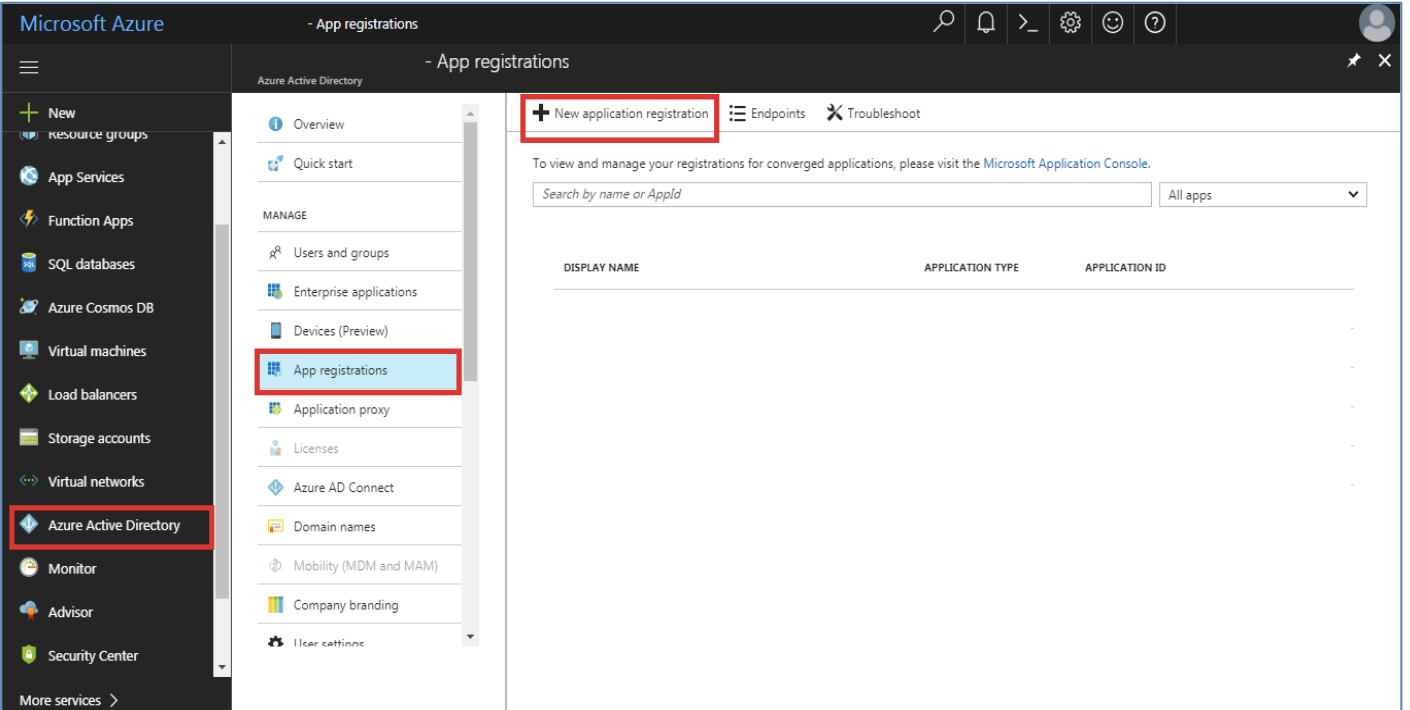 Microsoft Azure
- App registrations
- App registrations
Azure Active Directory
New
Resource groups
App Services
Function Apps
SQL databases
Azure Cosmos DB
Virtual machines
Load balancers
Storage accounts
Virtual networks
Azure Active Directory
Monitor
Advisor
Security Center
More services
Overview
Quick start
MANAGE
Users and groups
Enterprise applications
Devices (Preview)
App registrations
Application proxy
Licenses
Azure AD Connect
Domain names
Mobility (MDM and MAM)
Company branding
User settings
New application registration Endpoints Troubleshoot
To view and manage your registrations for converged applications, please visit the Microsoft Application Console.
Search by name or AppId All apps
DISPLAY NAME APPLICATION TYPE APPLICATION ID